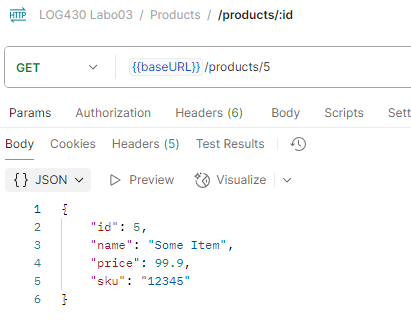 HTTP LOG430 Labo03 / Products / /products/:id
GET {{baseURL}} /products/5
Params Authorization Headers (6) Body Scripts Sett
Body Cookies Headers (5) Test Results
{} JSON Preview Visualize
1 {
2 "id": 5,
3 "name": "Some Item",
4 "price": 99.9,
5 "sku": "12345"
6 }